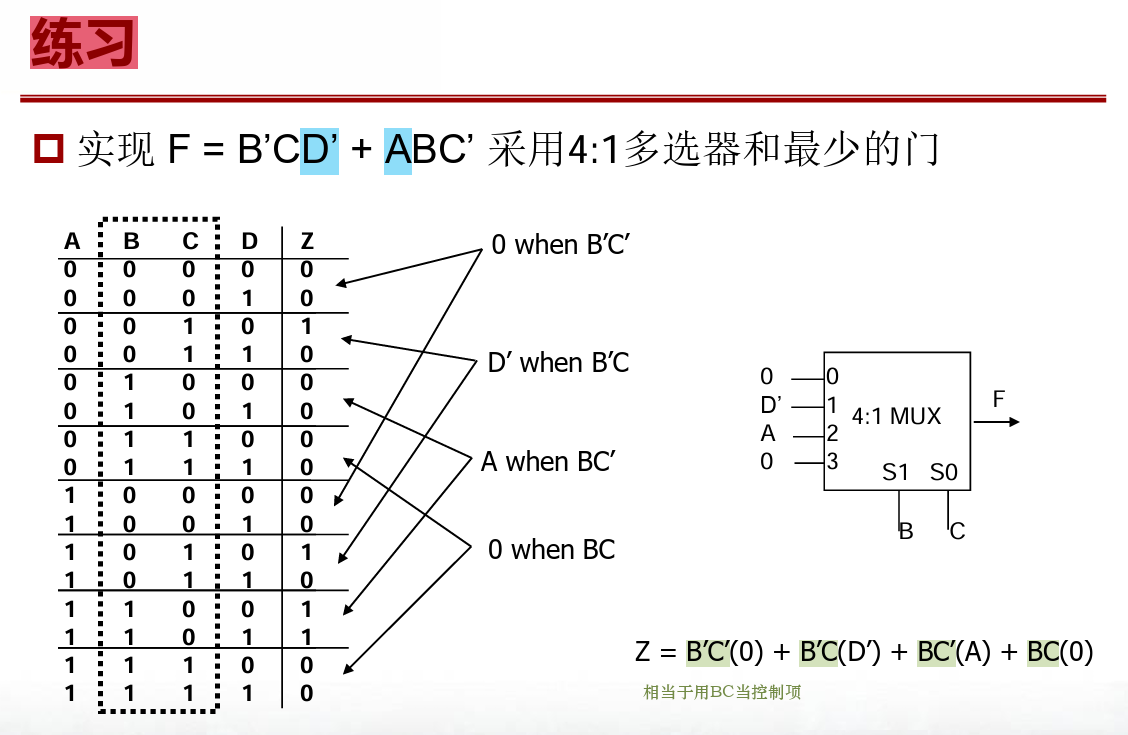 练习
实现 F = B’CD’ + ABC’ 采用4:1多选器和最少的门
A B C D Z
0 0 0 0 0
0 0 0 1 0
0 0 1 0 1
0 0 1 1 0
0 1 0 0 0
0 1 0 1 0
0 1 1 0 0
0 1 1 1 0
1 0 0 0 0
1 0 0 1 0
1 0 1 0 1
1 0 1 1 0
1 1 0 0 1
1 1 0 1 1
1 1 1 0 0
1 1 1 1 0
0 when B’C’
D’ when B’C
A when BC’
0 when BC
0 0
D’ 1
A 2
0 3
4:1 MUX
F
S1 S0
B C
Z = B’C’(0) + B’C(D’) + BC’(A) + BC(0)
相当于用BC当控制项